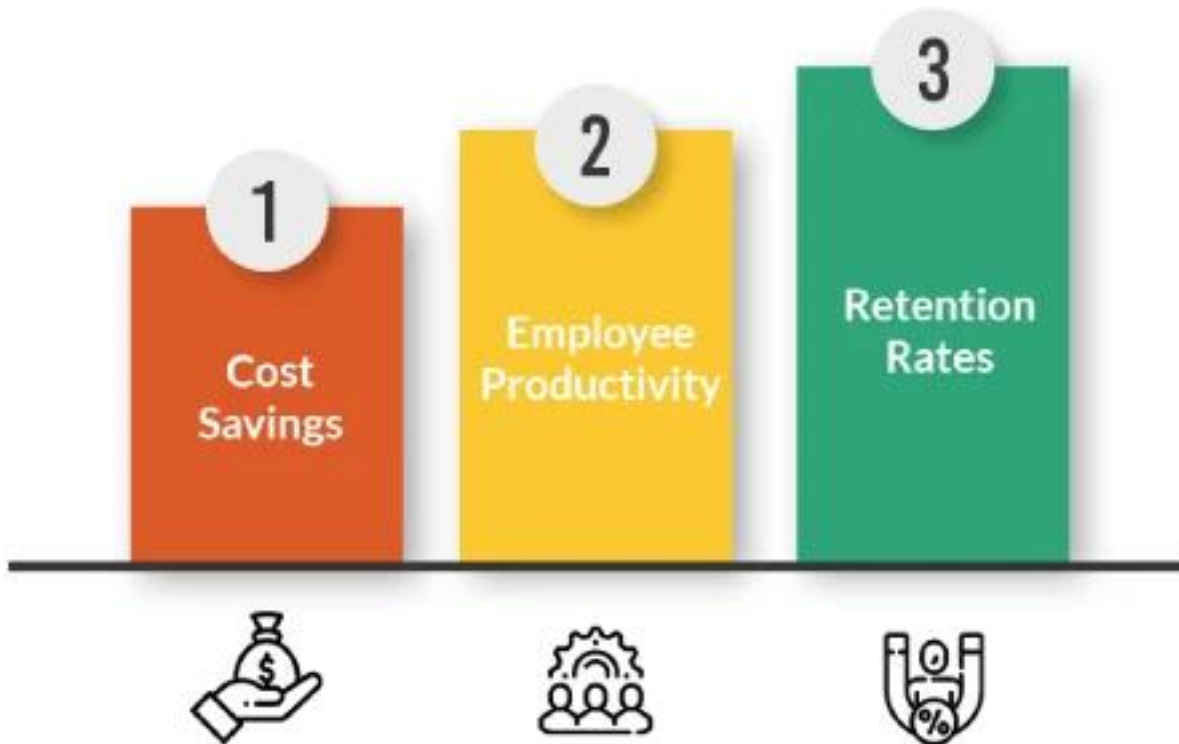 1
Cost
Savings
2
Employee
Productivity
3
Retention
Rates
$
%